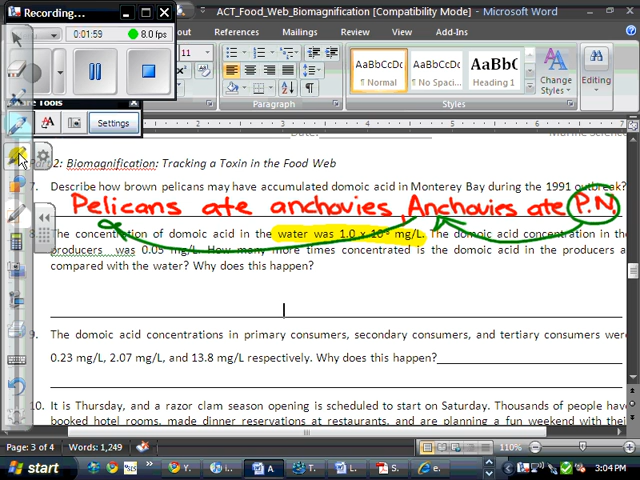 Recording...
ACT_Food_Web_Biomagnification [Compatibility Mode] - Microsoft Word
0:01:59
8.0 fps
References
Mailings
Review
View
Add-Ins
11
AaBbCcDc
AaBbCcDc
AaBbC
¶ Normal
¶ No Spaci...
Heading 1
Change Styles
Editing
Paragraph
Styles
Tools
Settings
Date:
2: Biomagnification: Tracking a Toxin in the Food Web
7. Describe how brown pelicans may have accumulated domoic acid in Monterey Bay during the 1991 outbreak?
Pelicans ate anchovies, Anchovies ate P.N.
8. The concentration of domoic acid in the water was 1.0 x 10 mg/L. The domoic acid concentration in the
producers was 0.05 mg/L. How many more times concentrated is the domoic acid in the producers a
compared with the water? Why does this happen?
9. The domoic acid concentrations in primary consumers, secondary consumers, and tertiary consumers were
0.23 mg/L, 2.07 mg/L, and 13.8 mg/L respectively. Why does this happen?
10. It is Thursday, and a razor clam season opening is scheduled to start on Saturday. Thousands of people have
booked hotel rooms, made dinner reservations at restaurants, and are planning a fun weekend with their
Page: 3 of 4
Words: 1,249
110%
start
Y.
i...
A
T.
S.
e.
3:04 PM